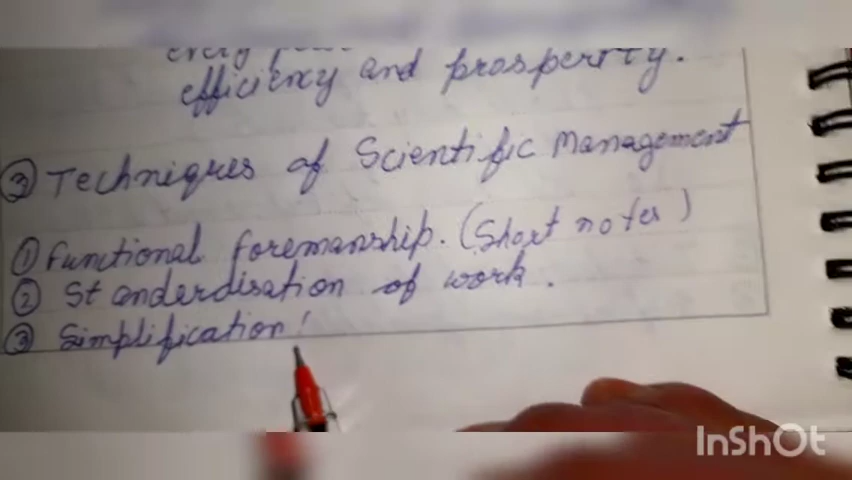 every
efficiency and prosperity.
③ Techniques of Scientific Management
① Functional foremanship. (Short notes)
② Standerdisation of work.
③ Simplification!
InShOt